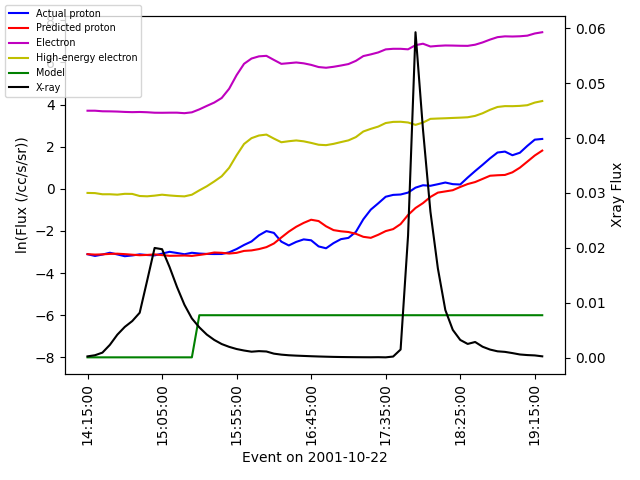 Actual proton
Predicted proton
Electron
High-energy electron
Model
X-ray
4
2
0
−2
−4
−6
−8
ln(Flux (/cc/s/sr))
0.06
0.05
0.04
0.03
0.02
0.01
0.00
Xray Flux
14:15:00
15:05:00
15:55:00
16:45:00
17:35:00
18:25:00
19:15:00
Event on 2001-10-22